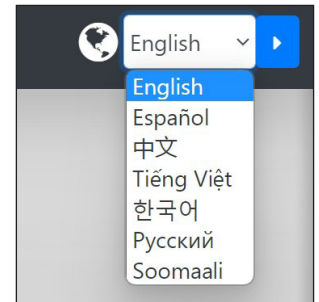 English
English
Español
中文
Tiếng Việt
한국어
Русский
Soomaali